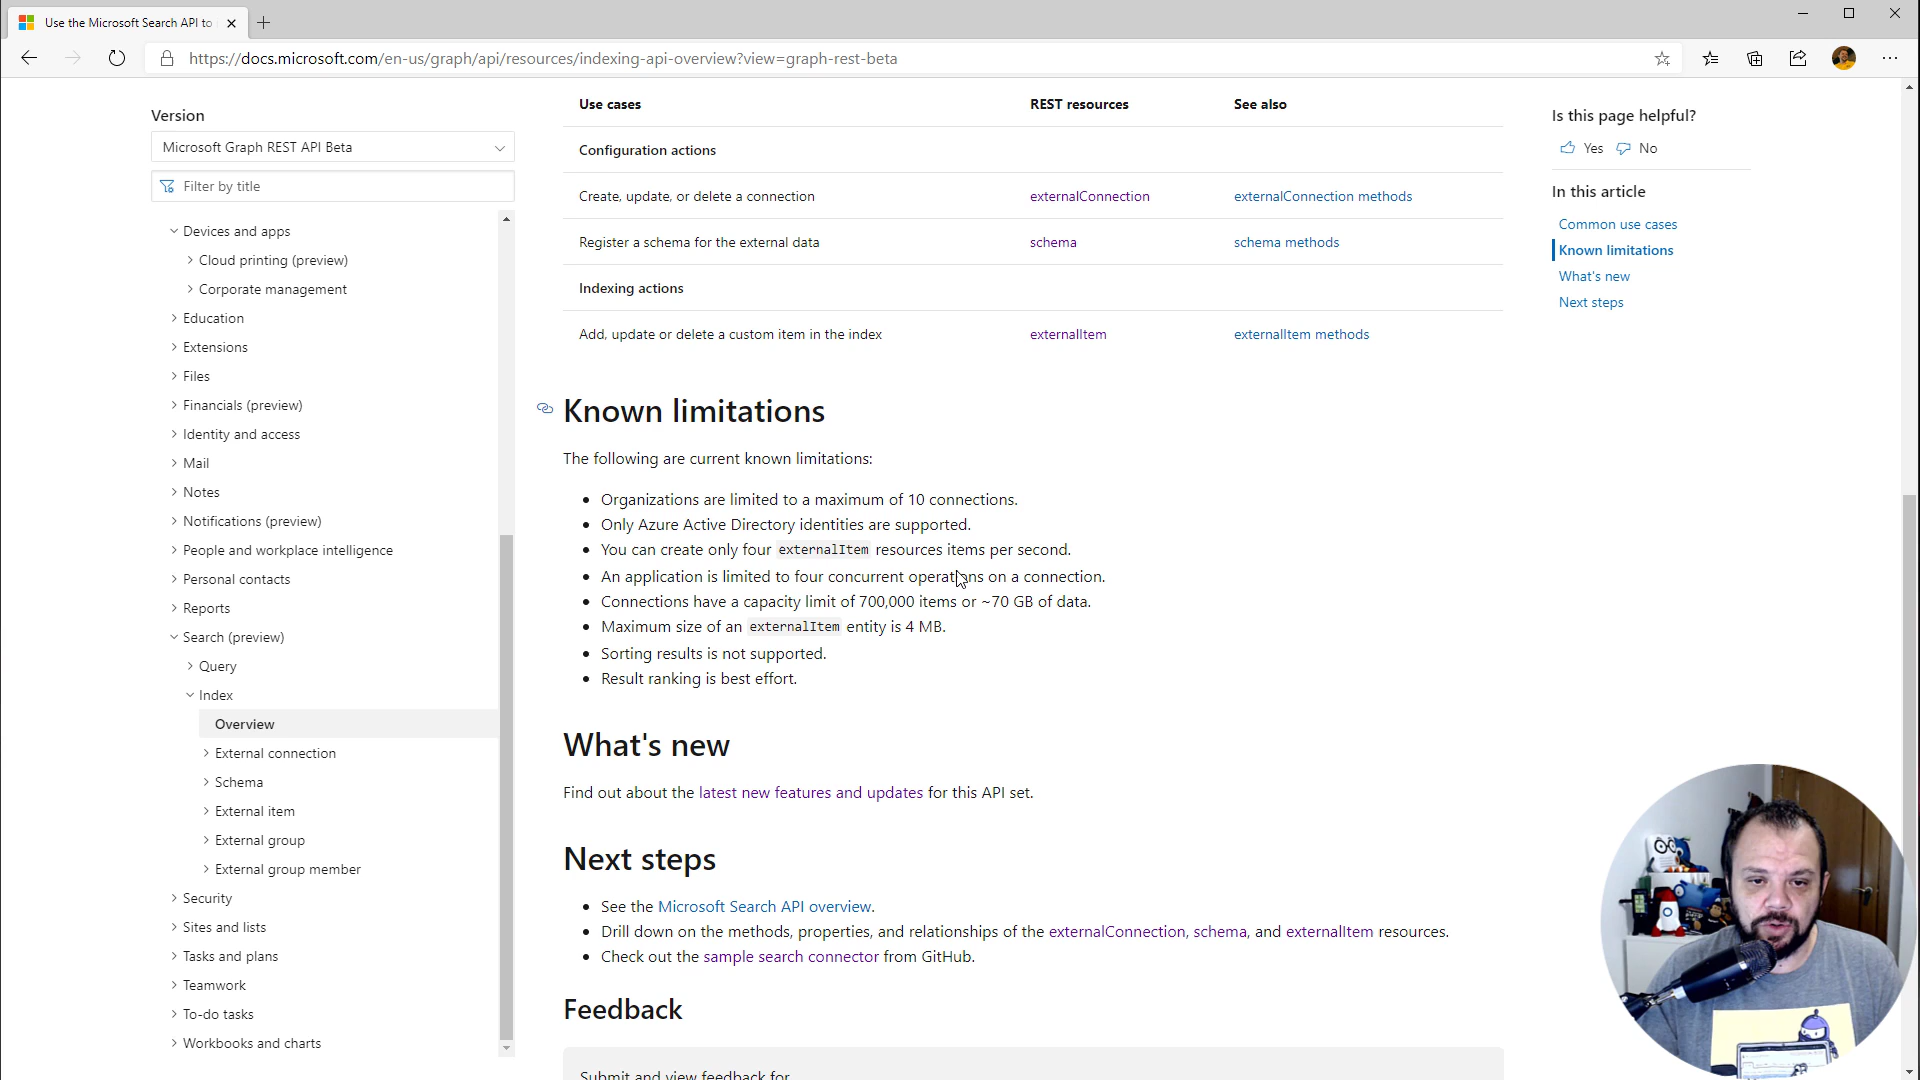 Use the Microsoft Search API to
https://docs.microsoft.com/en-us/graph/api/resources/indexing-api-overview?view=graph-rest-beta
Version
Microsoft Graph REST API Beta
Filter by title
Devices and apps
Cloud printing (preview)
Corporate management
Education
Extensions
Files
Financials (preview)
Identity and access
Mail
Notes
Notifications (preview)
People and workplace intelligence
Personal contacts
Reports
Search (preview)
Query
Index
Overview
External connection
Schema
External item
External group
External group member
Security
Sites and lists
Tasks and plans
Teamwork
To-do tasks
Workbooks and charts
Use cases REST resources See also
Configuration actions
Create, update, or delete a connection externalConnection externalConnection methods
Register a schema for the external data schema schema methods
Indexing actions
Add, update or delete a custom item in the index externalItem externalItem methods
Known limitations
The following are current known limitations:
• Organizations are limited to a maximum of 10 connections.
• Only Azure Active Directory identities are supported.
• You can create only four externalItem resources items per second.
• An application is limited to four concurrent operations on a connection.
• Connections have a capacity limit of 700,000 items or ~70 GB of data.
• Maximum size of an externalItem entity is 4 MB.
• Sorting results is not supported.
• Result ranking is best effort.
What's new
Find out about the latest new features and updates for this API set.
Next steps
• See the Microsoft Search API overview.
• Drill down on the methods, properties, and relationships of the externalConnection, schema, and externalItem resources.
• Check out the sample search connector from GitHub.
Feedback
Submit and view feedback for
Is this page helpful?
Yes No
In this article
Common use cases
Known limitations
What's new
Next steps